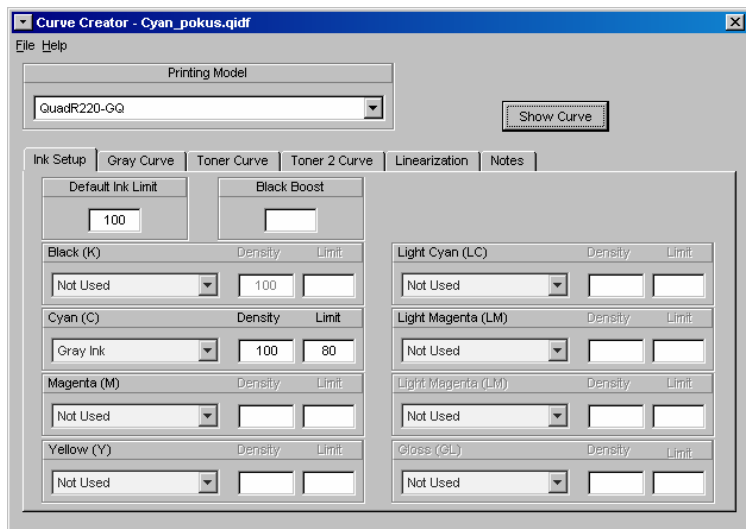 Curve Creator - Cyan_pokus.qidf
File Help
Printing Model
QuadR220-GQ
Show Curve
Ink Setup Gray Curve Toner Curve Toner 2 Curve Linearization Notes
Default Ink Limit Black Boost
100
Black (K) Density Limit Light Cyan (LC) Density Limit
Not Used 100 Not Used
Cyan (C) Density Limit Light Magenta (LM) Density Limit
Gray Ink 100 80 Not Used
Magenta (M) Density Limit Light Magenta (LM) Density Limit
Not Used Not Used
Yellow (Y) Density Limit Gloss (GL) Density Limit
Not Used Not Used